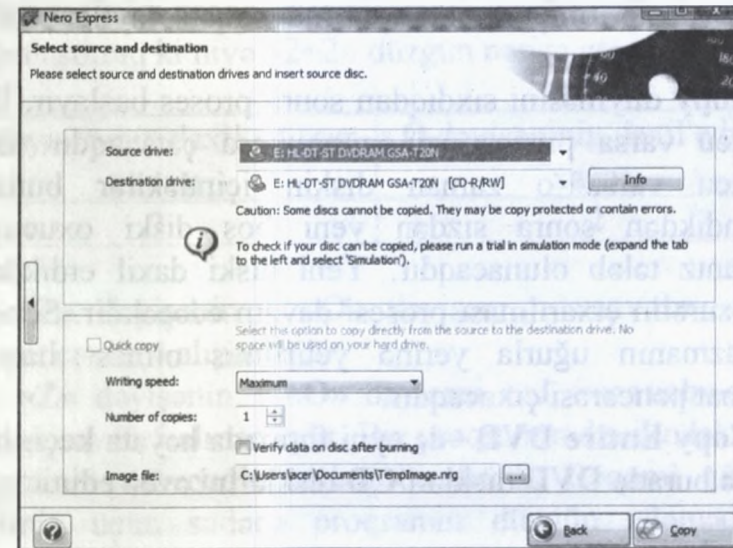 Nero Express
Select source and destination
Please select source and destination drives and insert source disc.
Source drive: E: HL-DT-ST DVDRAM GSA-T20N
Destination drive: E: HL-DT-ST DVDRAM GSA-T20N [CD-R/RW] Info
Caution: Some discs cannot be copied. They may be copy protected or contain errors.
To check if your disc can be copied, please run a trial in simulation mode (expand the tab
to the left and select 'Simulation').
Select this option to copy directly from the source to the destination drive. No
Quick copy space will be used on your hard drive.
Writing speed: Maximum
Number of copies: 1
Verify data on disc after burning
Image file: C:\Users\acer\Documents\TempImage.nrg ...
? Back Copy